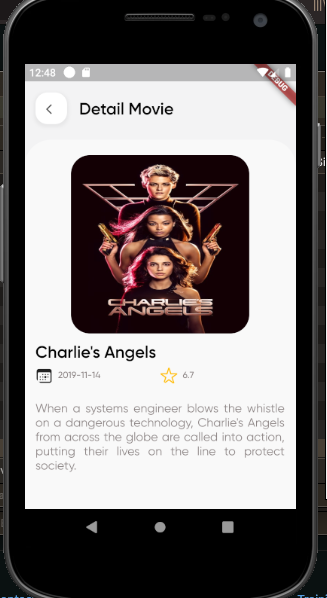 12:48
DEBUG
Detail Movie
CHARLIE'S
ANGELS
Charlie's Angels
2019-11-14
6.7
When a systems engineer blows the whistle
on a dangerous technology, Charlie's Angels
from across the globe are called into action,
putting their lives on the line to protect
society.